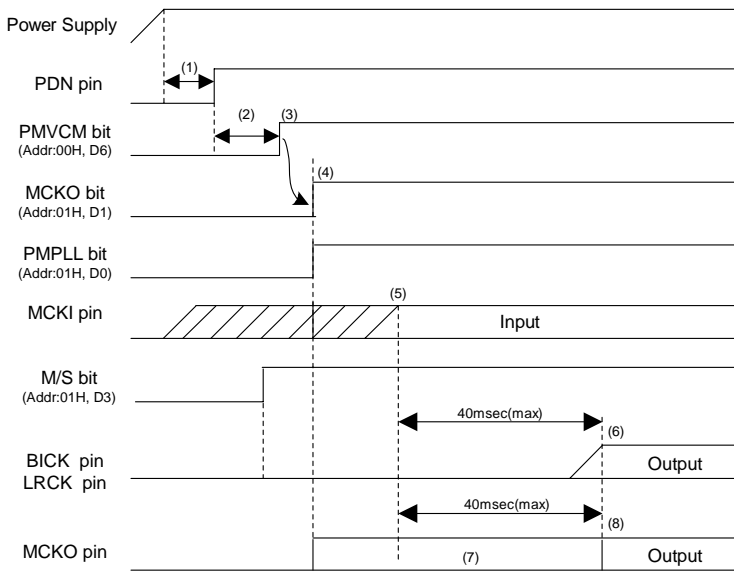 Power Supply
(1)
PDN pin
(2)
(3)
PMVCM bit
(Addr:00H, D6)
(4)
MCKO bit
(Addr:01H, D1)
PMPLL bit
(Addr:01H, D0)
(5)
MCKI pin
Input
M/S bit
(Addr:01H, D3)
40msec(max)
(6)
BICK pin
LRCK pin
Output
40msec(max)
(8)
MCKO pin
(7)
Output